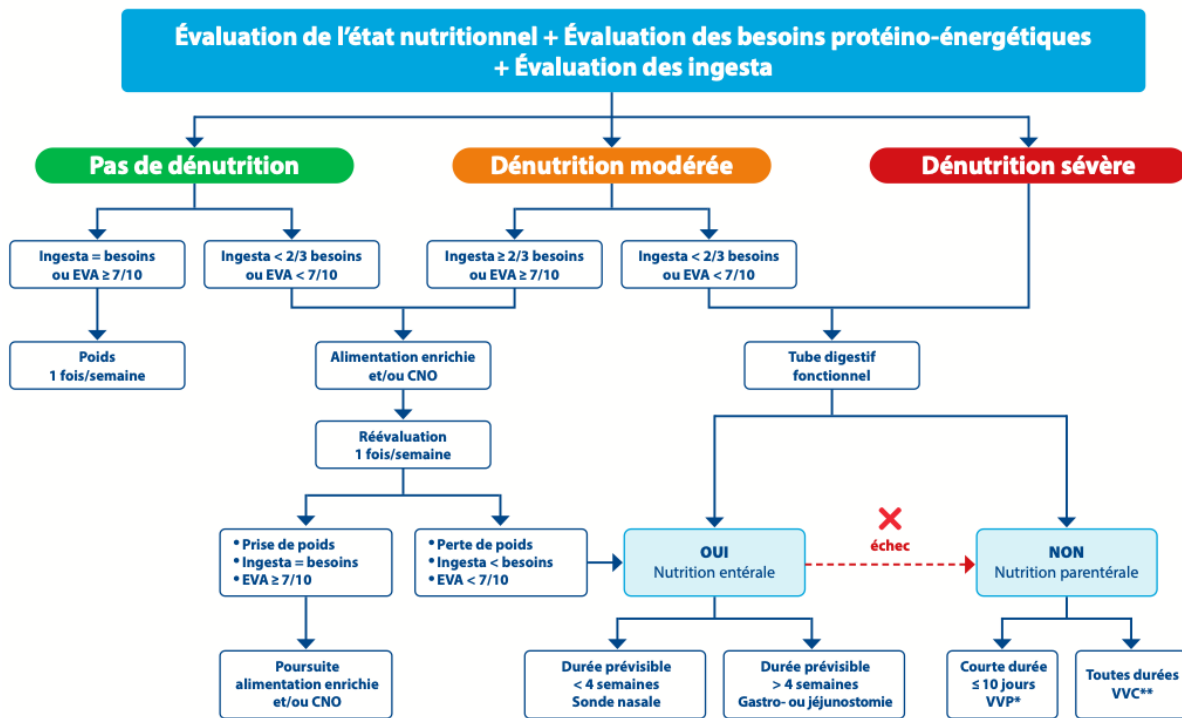 Évaluation de l'état nutritionnel + Évaluation des besoins protéino-énergétiques
+ Évaluation des ingesta
Pas de dénutrition
Dénutrition modérée
Dénutrition sévère
Ingesta = besoins
ou EVA ≥ 7/10
Ingesta < 2/3 besoins
ou EVA < 7/10
Ingesta ≥ 2/3 besoins
ou EVA ≥ 7/10
Ingesta < 2/3 besoins
ou EVA < 7/10
Poids
1 fois/semaine
Alimentation enrichie
et/ou CNO
Tube digestif
fonctionnel
Réévaluation
1 fois/semaine
• Prise de poids
• Ingesta = besoins
• EVA ≥ 7/10
• Perte de poids
• Ingesta < besoins
• EVA < 7/10
OUI
Nutrition entérale
échec
NON
Nutrition parentérale
Poursuite
alimentation enrichie
et/ou CNO
Durée prévisible
< 4 semaines
Sonde nasale
Durée prévisible
> 4 semaines
Gastro- ou jéjunostomie
Courte durée
≤ 10 jours
VVP*
Toutes durées
VVC**